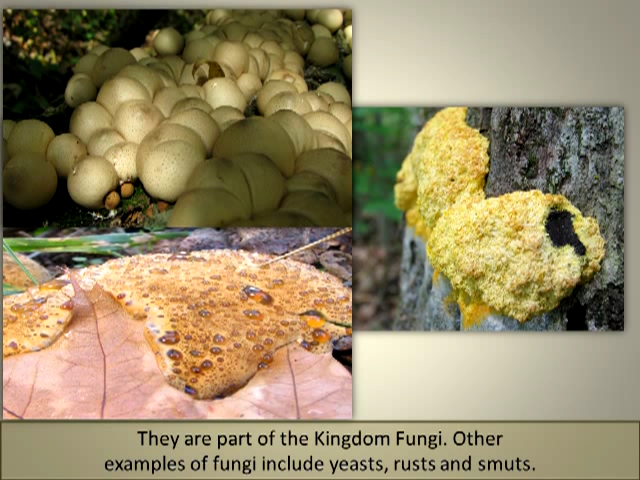 They are part of the Kingdom Fungi. Other
examples of fungi include yeasts, rusts and smuts.